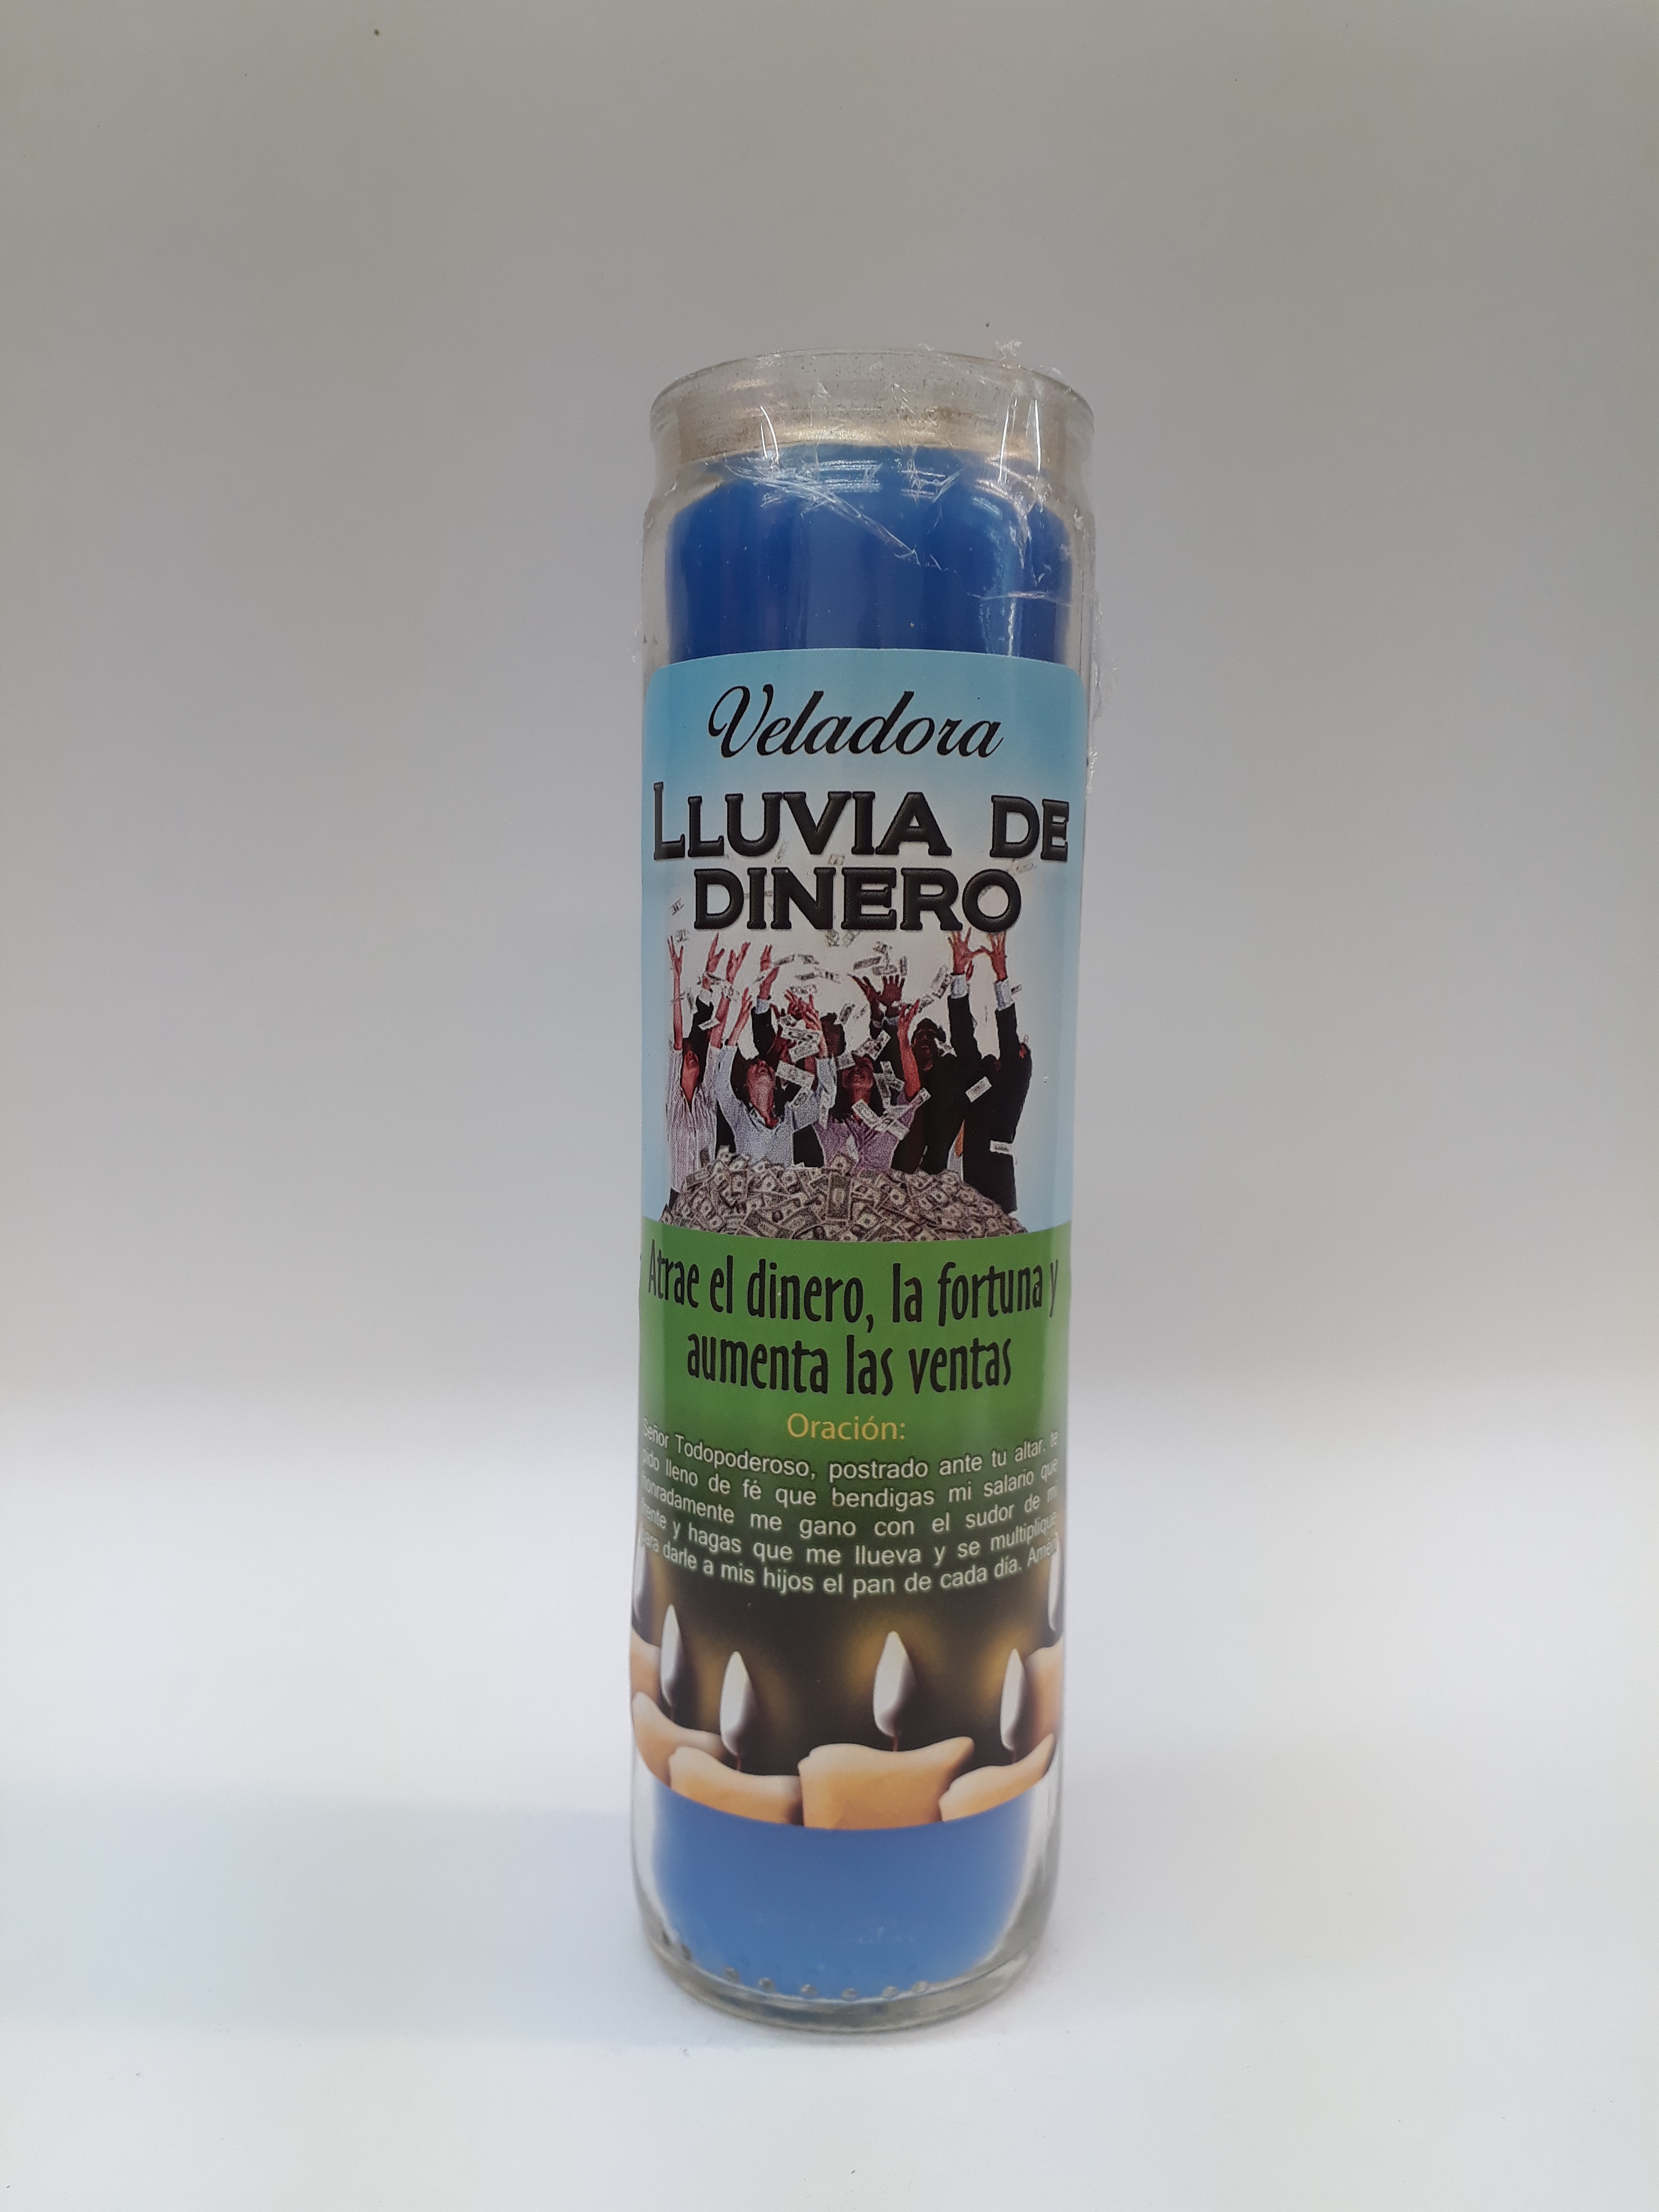 Veladora
LLUVIA DE
DINERO
Atrae el dinero, la fortuna y
aumenta las ventas
Oración:
Señor Todopoderoso, postrado ante tu altar, te
pido lleno de fé que bendigas mi salario que
honradamente me gano con el sudor de mi
frente y hagas que me llueva y se multiplique
para darle a mis hijos el pan de cada día. Amén